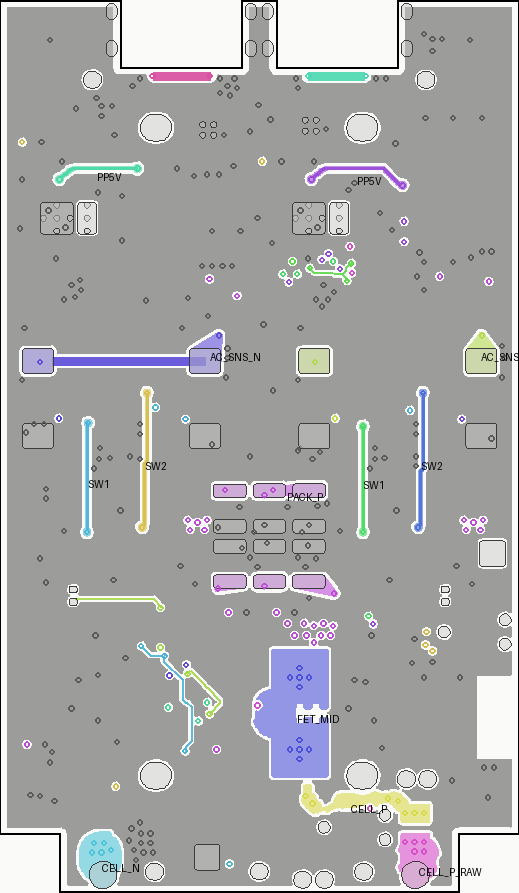 PP5V
PP5V
AC_SNS_N
AC_SNS
SW1
SW2
SW1
SW2
PACK_P
FET_MID
CELL_P
CELL_N
CELL_P_RAW